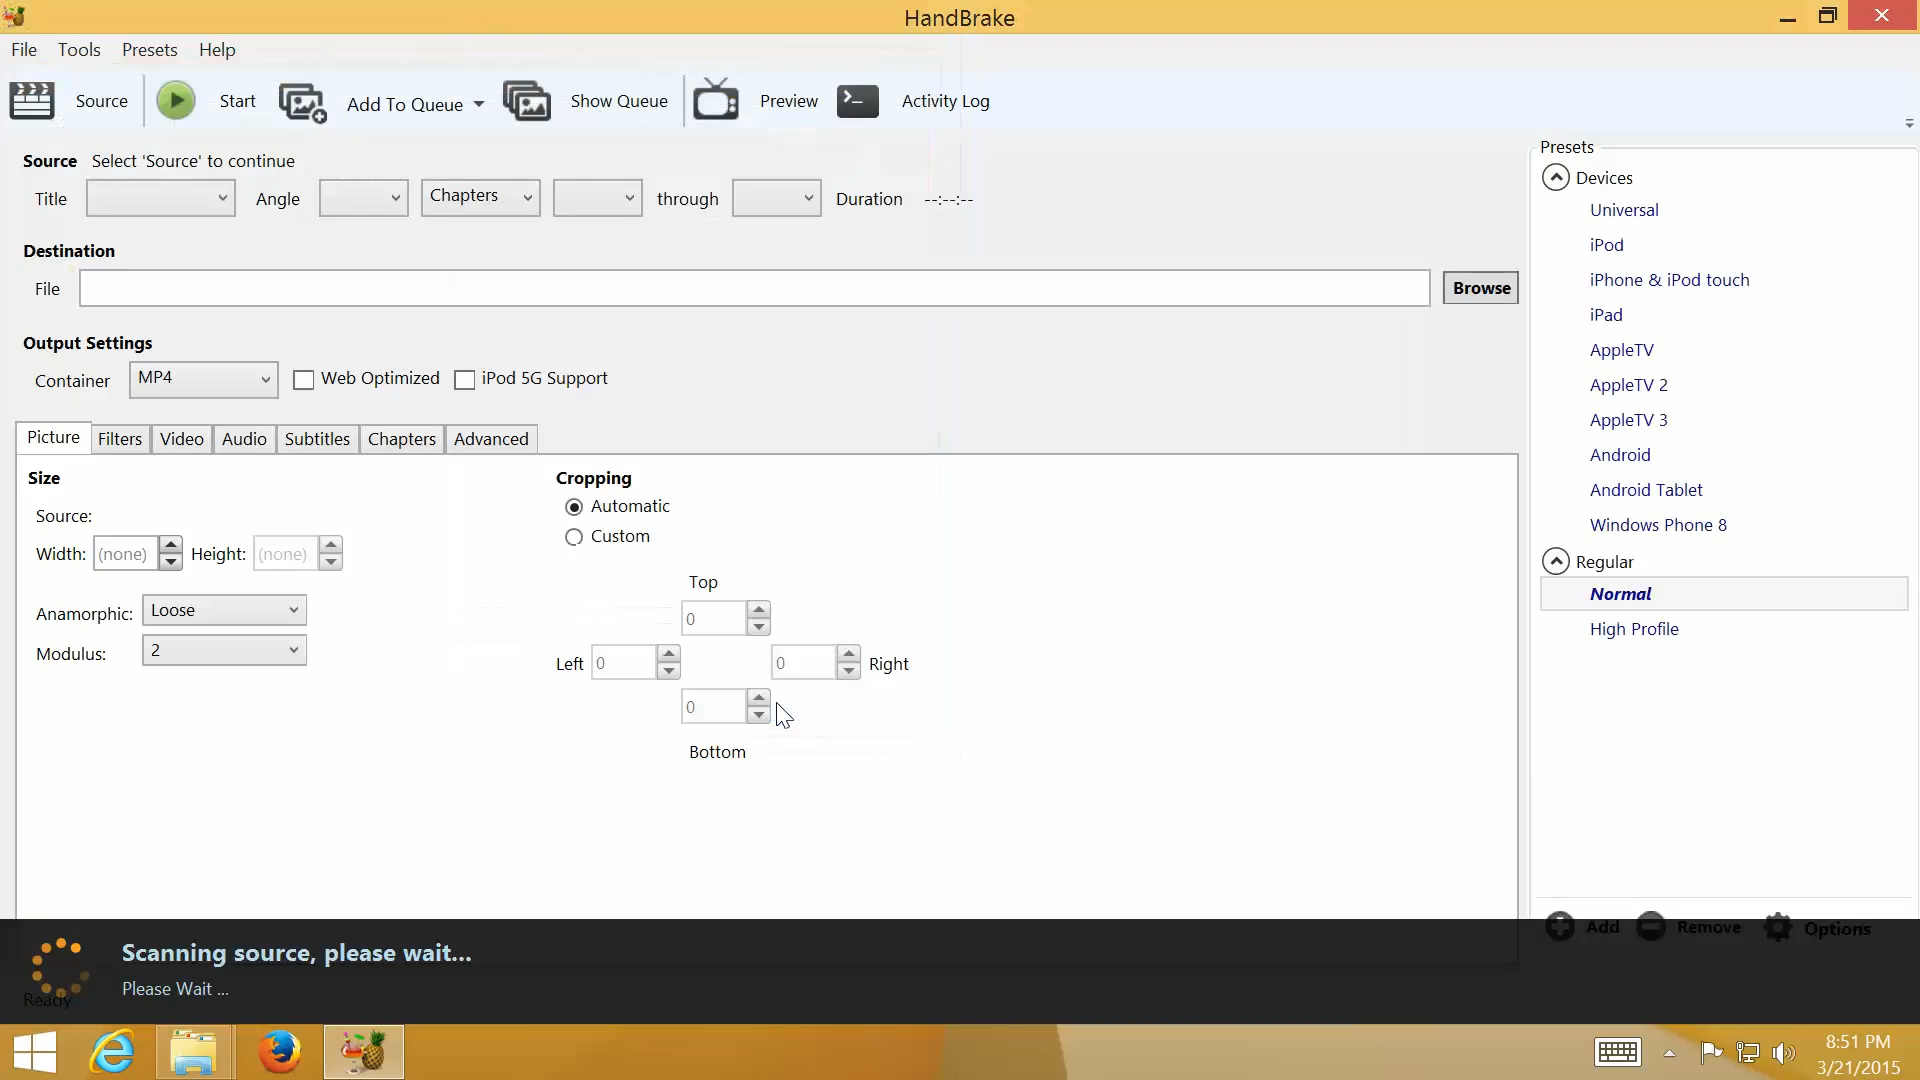 HandBrake
File Tools Presets Help
Source Start Add To Queue Show Queue Preview Activity Log
Source Select 'Source' to continue
Title Angle Chapters through Duration --:--:--
Destination
File Browse
Output Settings
Container MP4 Web Optimized iPod 5G Support
Picture Filters Video Audio Subtitles Chapters Advanced
Size
Source:
Width: (none) Height: (none)
Anamorphic: Loose
Modulus: 2
Cropping
Automatic
Custom
Top
0
Left 0 0 Right
0
Bottom
Presets
Devices
Universal
iPod
iPhone & iPod touch
iPad
AppleTV
AppleTV 2
AppleTV 3
Android
Android Tablet
Windows Phone 8
Regular
Normal
High Profile
Add Remove Options
Scanning source, please wait...
Please Wait ...
Ready
8:51 PM
3/21/2015